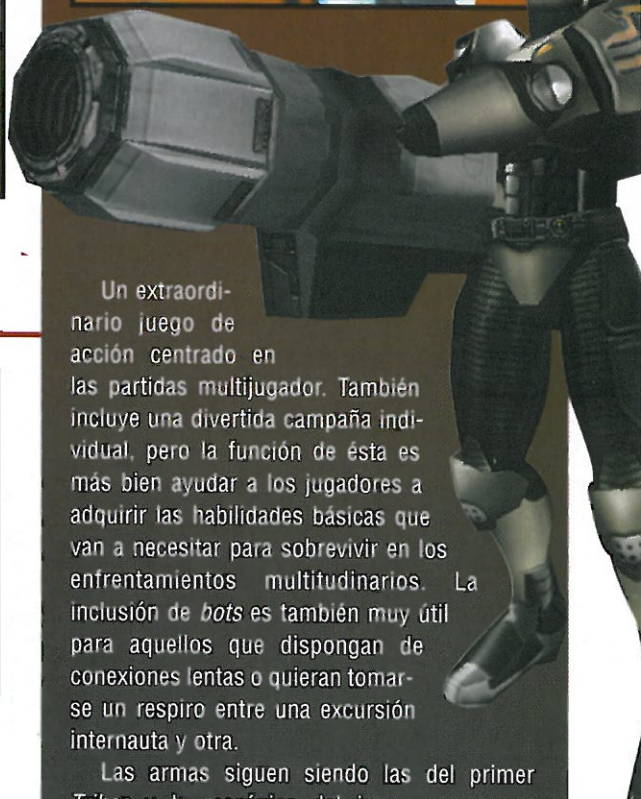 Un extraordi-
nario juego de
acción centrado en
las partidas multijugador. También
incluye una divertida campaña indi-
vidual, pero la función de ésta es
más bien ayudar a los jugadores a
adquirir las habilidades básicas que
van a necesitar para sobrevivir en los
enfrentamientos multitudinarios. La
inclusión de bots es también muy útil
para aquellos que dispongan de
conexiones lentas o quieran tomar-
se un respiro entre una excursión
internauta y otra.
Las armas siguen siendo las del primer